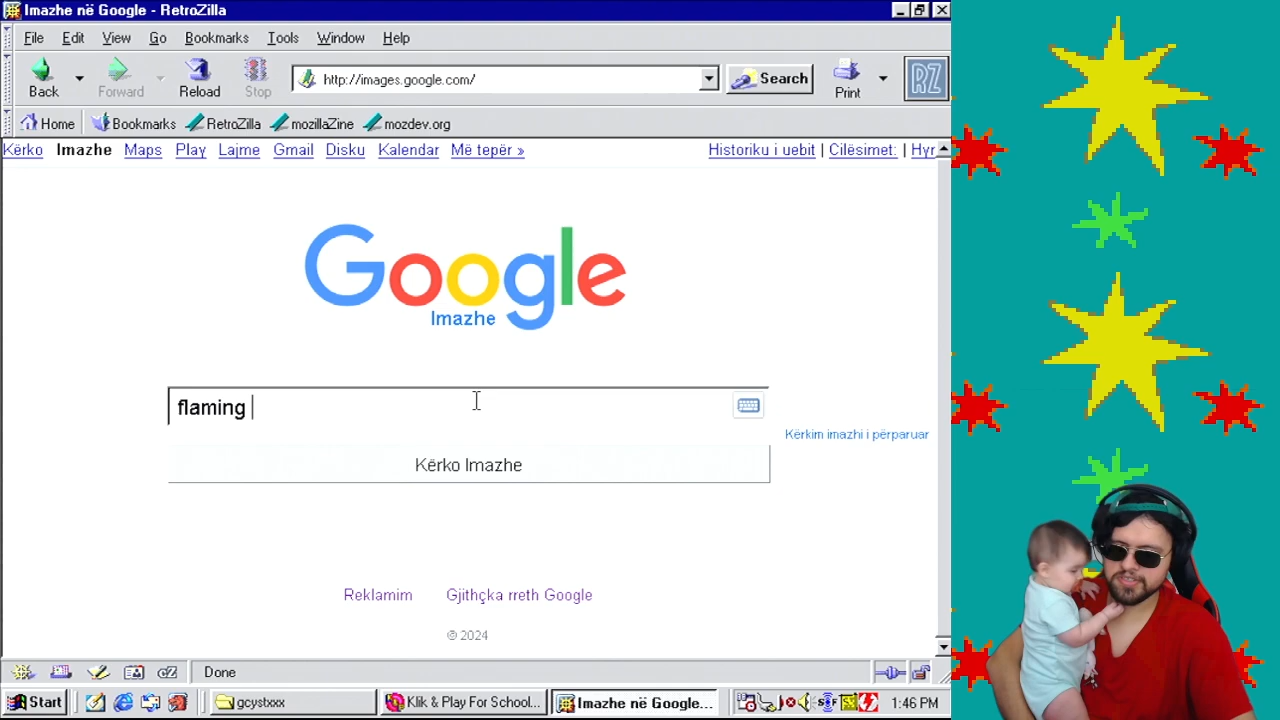 Imazhe në Google - RetroZilla
File Edit View Go Bookmarks Tools Window Help
Back Forward Reload Stop http://images.google.com/ Search Print RZ
Home Bookmarks RetroZilla mozillaZine mozdev.org
Kërko Imazhe Maps Play Lajme Gmail Disku Kalendar Më tepër » Historiku i uebit | Cilësimet: | Hyr
Google
Imazhe
flaming
Kërkim imazhi i përparuar
Kërko Imazhe
Reklamim Gjithçka rreth Google
© 2024
cZ Done
Start gcystxxx Klik & Play For School... Imazhe në Google... 1:46 PM